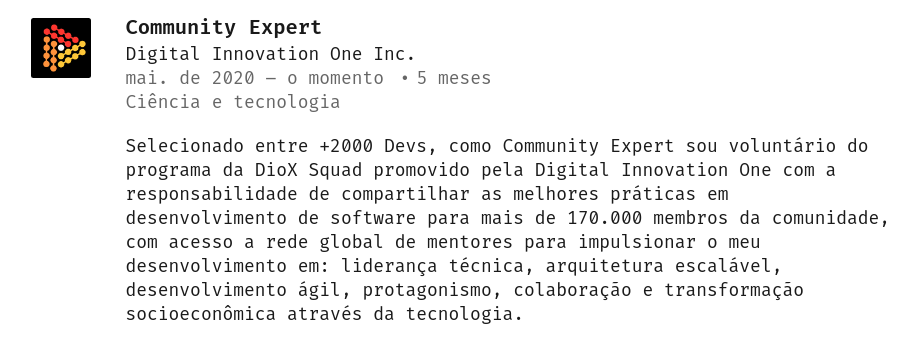 Community Expert
Digital Innovation One Inc.
mai. de 2020 – o momento • 5 meses
Ciência e tecnologia
Selecionado entre +2000 Devs, como Community Expert sou voluntário do
programa da DioX Squad promovido pela Digital Innovation One com a
responsabilidade de compartilhar as melhores práticas em
desenvolvimento de software para mais de 170.000 membros da comunidade,
com acesso a rede global de mentores para impulsionar o meu
desenvolvimento em: liderança técnica, arquitetura escalável,
desenvolvimento ágil, protagonismo, colaboração e transformação
socioeconômica através da tecnologia.